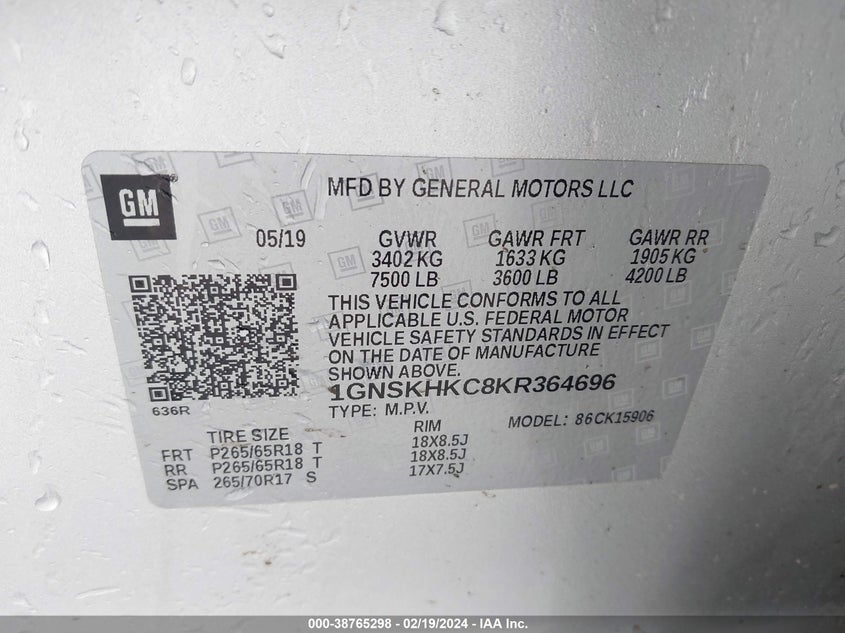 GM
MFD BY GENERAL MOTORS LLC
05/19 GVWR GAWR FRT GAWR RR
3402 KG 1633 KG 1905 KG
7500 LB 3600 LB 4200 LB
THIS VEHICLE CONFORMS TO ALL
APPLICABLE U.S. FEDERAL MOTOR
VEHICLE SAFETY STANDARDS IN EFFECT
ON THE DATE OF MANUFACTURE
SHOWN ABOVE.
1GNSKHKC8KR364696
636R
TYPE: M.P.V. MODEL: 86CK15906
TIRE SIZE RIM
FRT P265/65R18 T 18X8.5J
RR P265/65R18 T 18X8.5J
SPA 265/70R17 S 17X7.5J
000-38765298 - 02/19/2024 - IAA Inc.